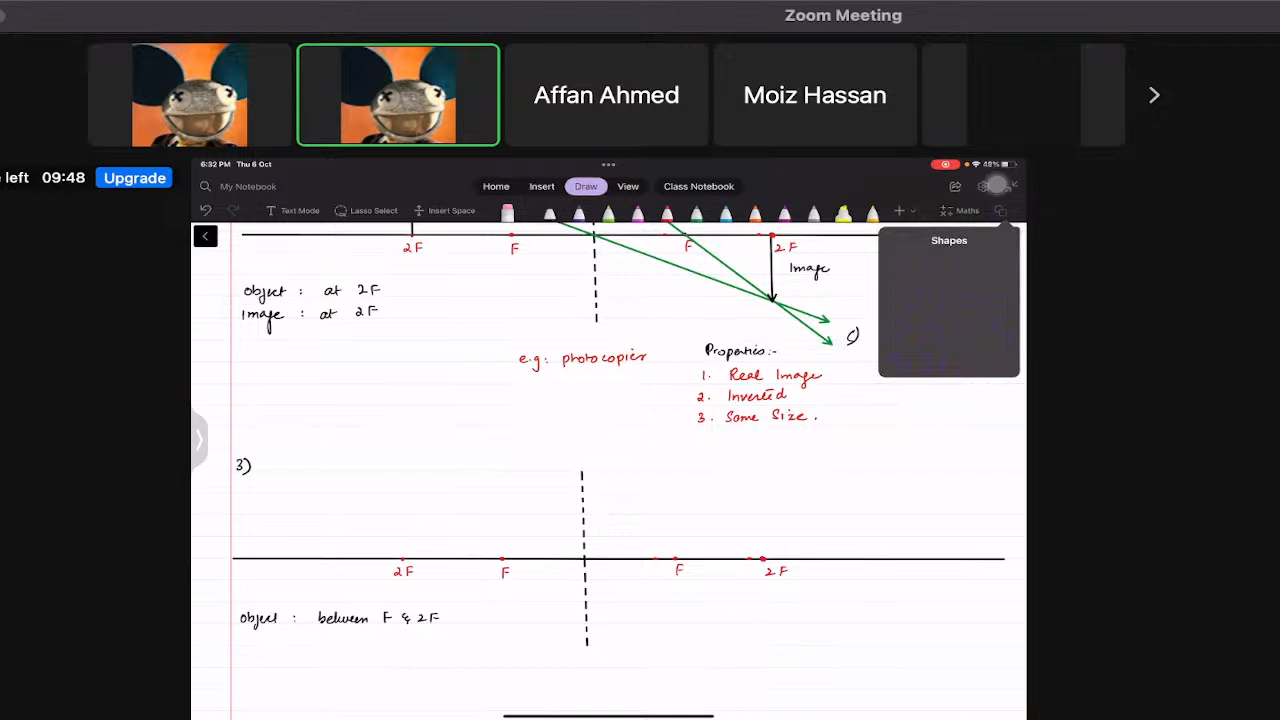 Zoom Meeting
Affan Ahmed
Moiz Hassan
e left 09:48 Upgrade
6:32 PM Thu 6 Oct
48%
My Notebook
Home Insert Draw View Class Notebook
Text Mode Lasso Select Insert Space Maths
Shapes
2F F F 2F
Image
Object : at 2F
Image : at 2F
e.g: photocopier
Properties:-
1. Real Image
2. Inverted
3. Same Size.
3)
2F F F 2F
Object : between F & 2F